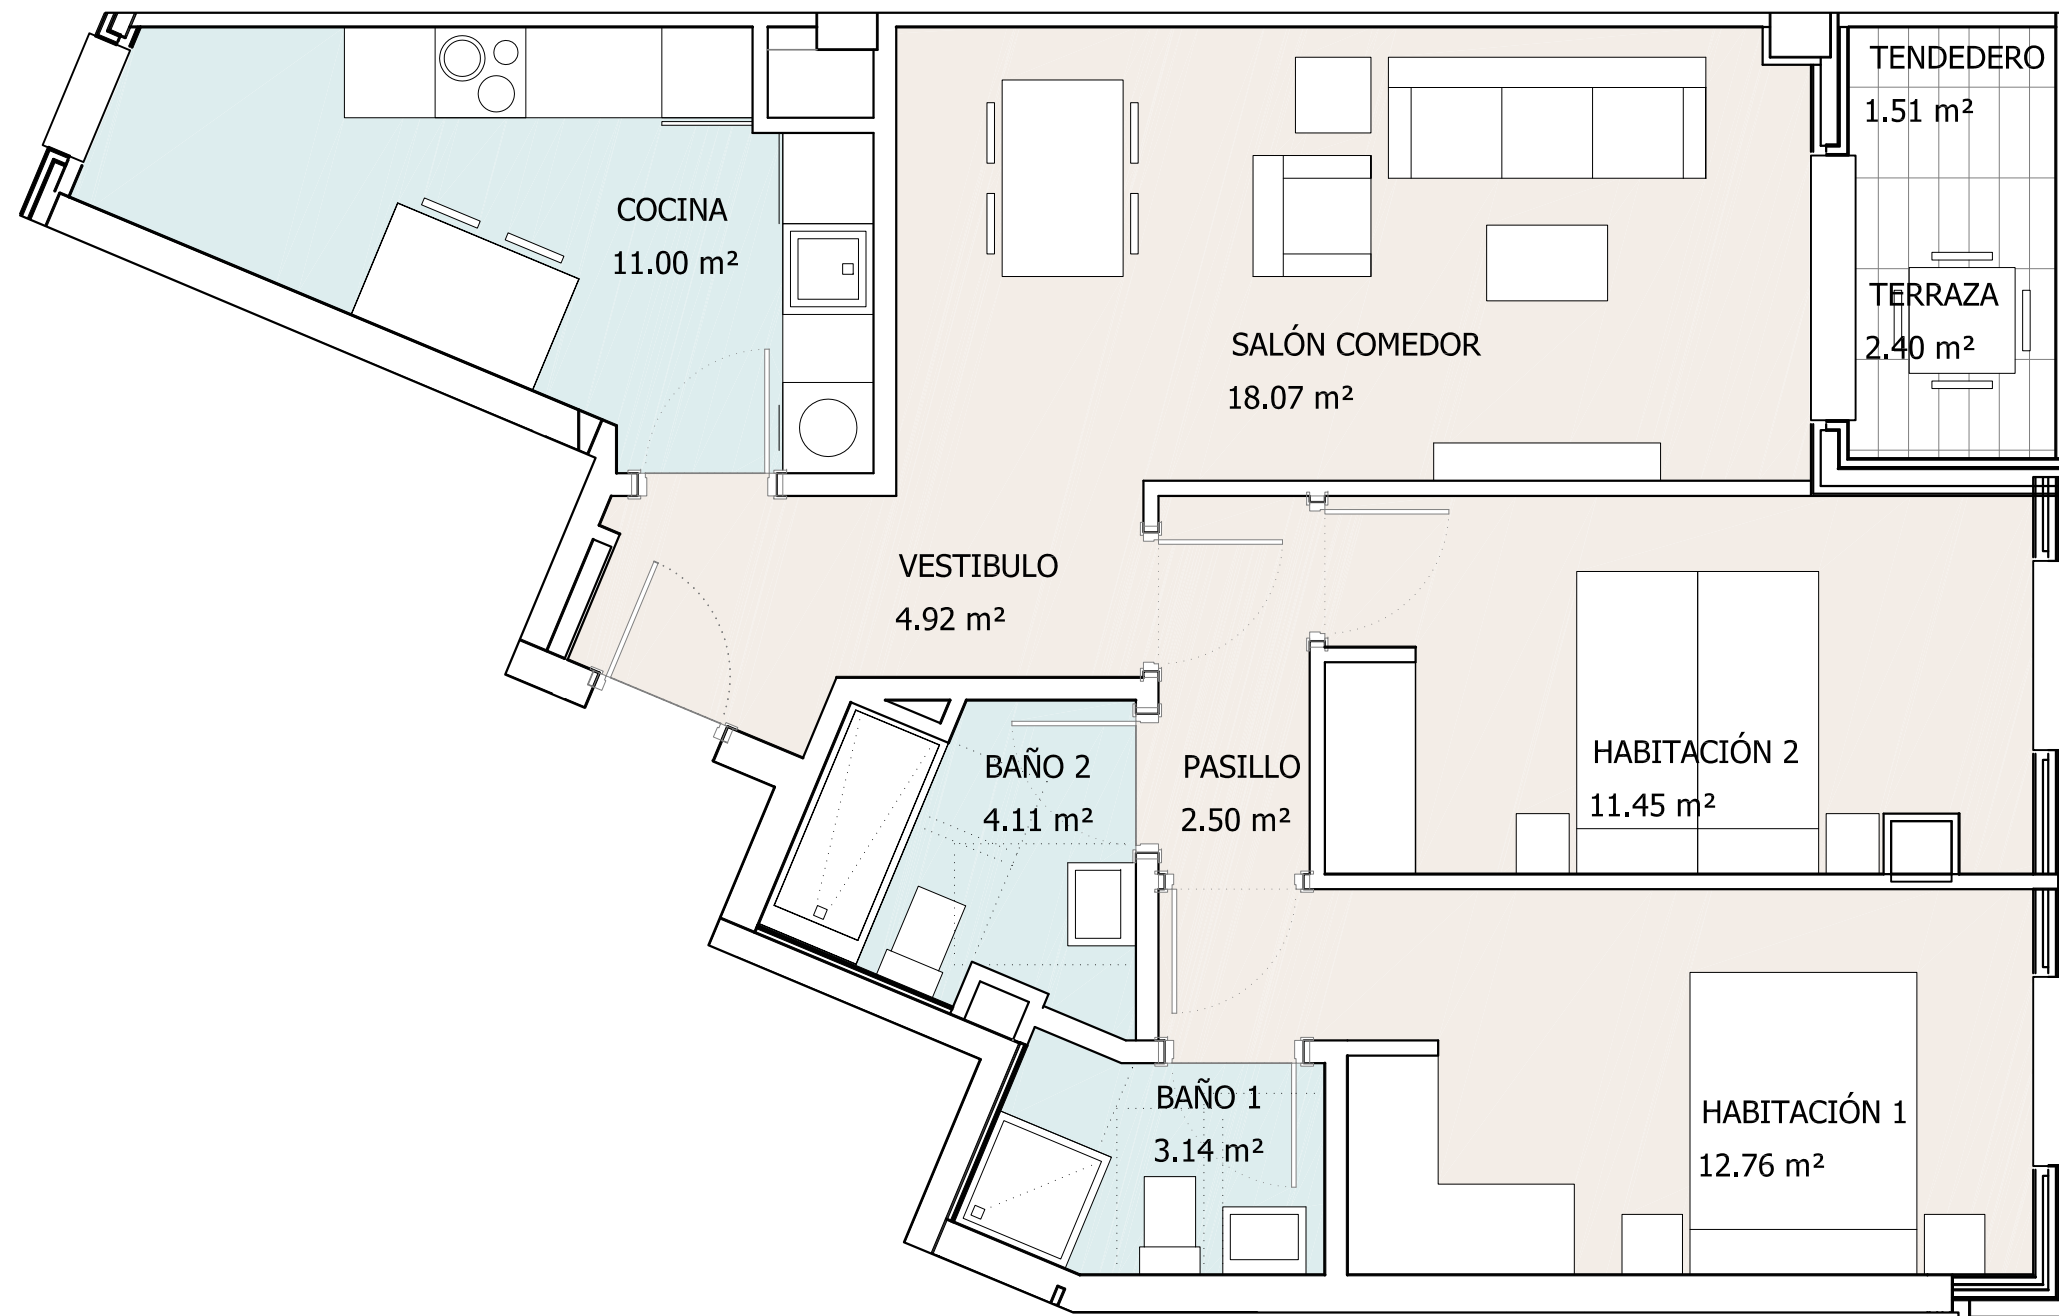 TENDEDERO
1.51 m²
COCINA
11.00 m²
TERRAZA
2.40 m²
SALÓN COMEDOR
18.07 m²
VESTIBULO
4.92 m²
BAÑO 2
4.11 m²
PASILLO
2.50 m²
HABITACIÓN 2
11.45 m²
BAÑO 1
3.14 m²
HABITACIÓN 1
12.76 m²